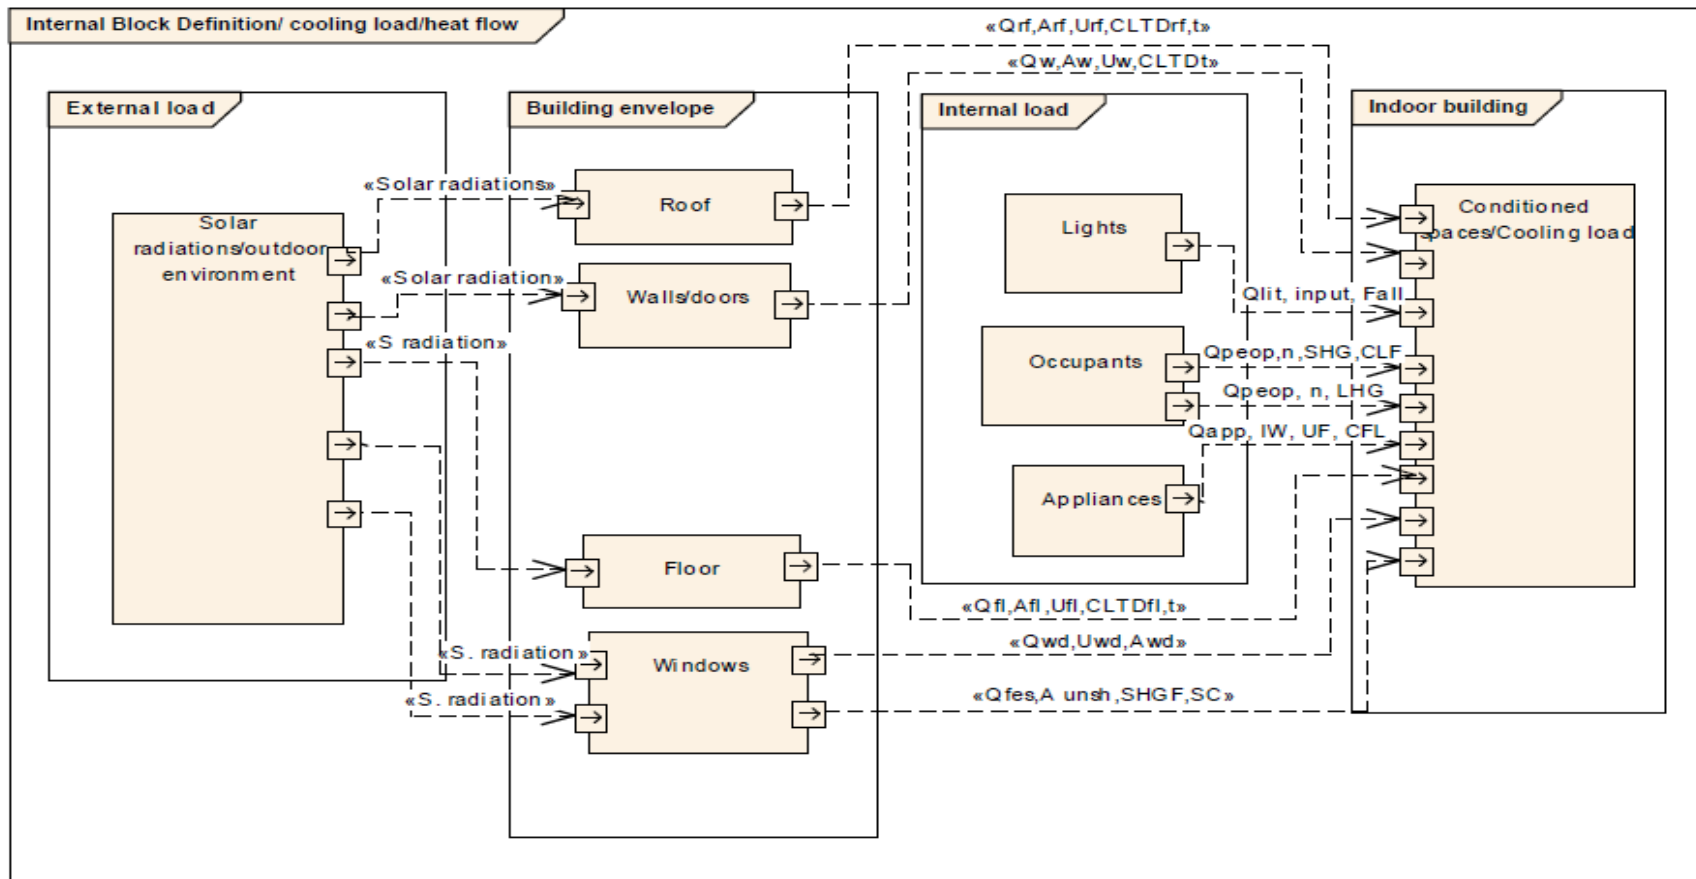 Internal Block Definition/ cooling load/heat flow
«Qrf,Arf,Urf,CLTDrf,t»
«Qw,Aw,Uw,CLTDt»
External load
Building envelope
Internal load
Indoor building
«Solar radiations»
Solar
radiations/outdoor
environment
«Solar radiation»
«S radiation»
Roof
Walls/doors
Floor
«S. radiation»
Windows
«S. radiation»
Lights
Occupants
Appliances
Conditioned
spaces/Cooling load
Qlit, input, Fall
Qpeop,n,SHG,CLF
Qpeop, n, LHG
Qapp, IW, UF, CFL
«Qfl,Afl,Ufl,CLTDfl,t»
«Qwd,Uwd,Awd»
«Qfes,A unsh,SHGF,SC»